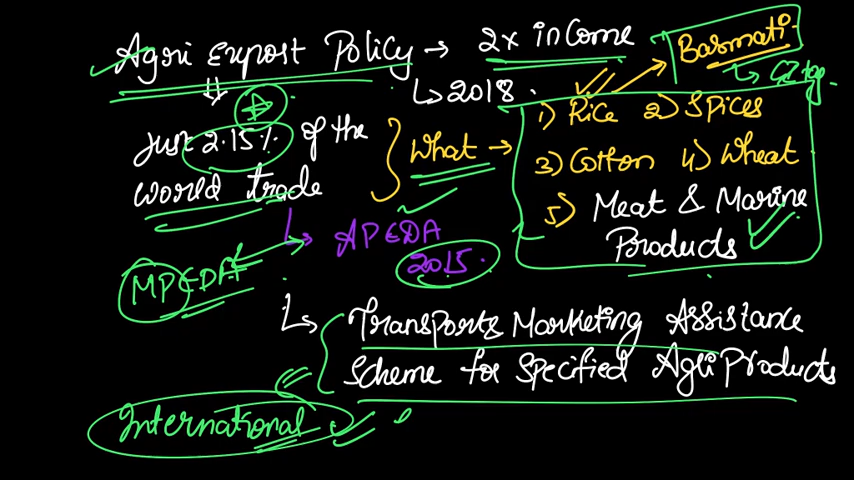 Agri Export Policy → 2x income
↳ 2018.
Basmati
↳ GI tag
Just 2.15% of the
world trade
What →
1) Rice 2) Spices
3) Cotton 4) Wheat
5) Meat & Marine
Products
↳ APEDA
2015.
MPEDA
↳ Transports Marketing Assistance
Scheme for Specified Agri Products
International